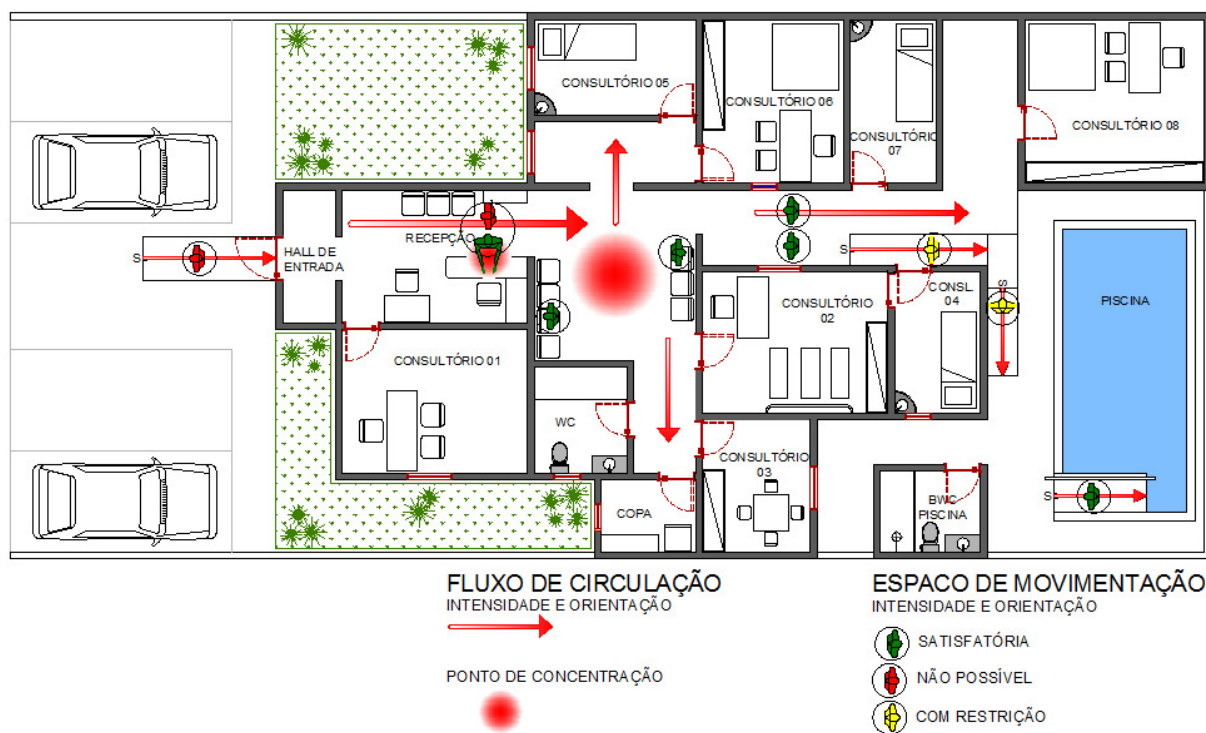 CONSULTÓRIO 05
CONSULTÓRIO 06
CONSULTÓRIO
07
CONSULTÓRIO 08
RECEPÇÃO
S
HALL DE
ENTRADA
S
CONSULTÓRIO
02
CONSL.
04
S
PISCINA
CONSULTÓRIO 01
WC
CONSULTÓRIO
03
COPA
BWC
PISCINA
S
FLUXO DE CIRCULAÇÃO
INTENSIDADE E ORIENTAÇÃO
PONTO DE CONCENTRAÇÃO
ESPACO DE MOVIMENTAÇÃO
INTENSIDADE E ORIENTAÇÃO
SATISFATÓRIA
NÃO POSSÍVEL
COM RESTRIÇÃO